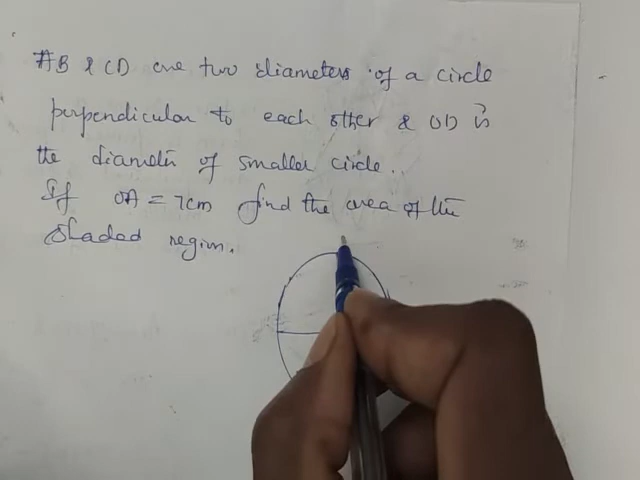 AB & CD are two diameters of a circle
perpendicular to each other & OD is
the diameter of smaller circle.
If OA = 7cm find the area of the
shaded region.